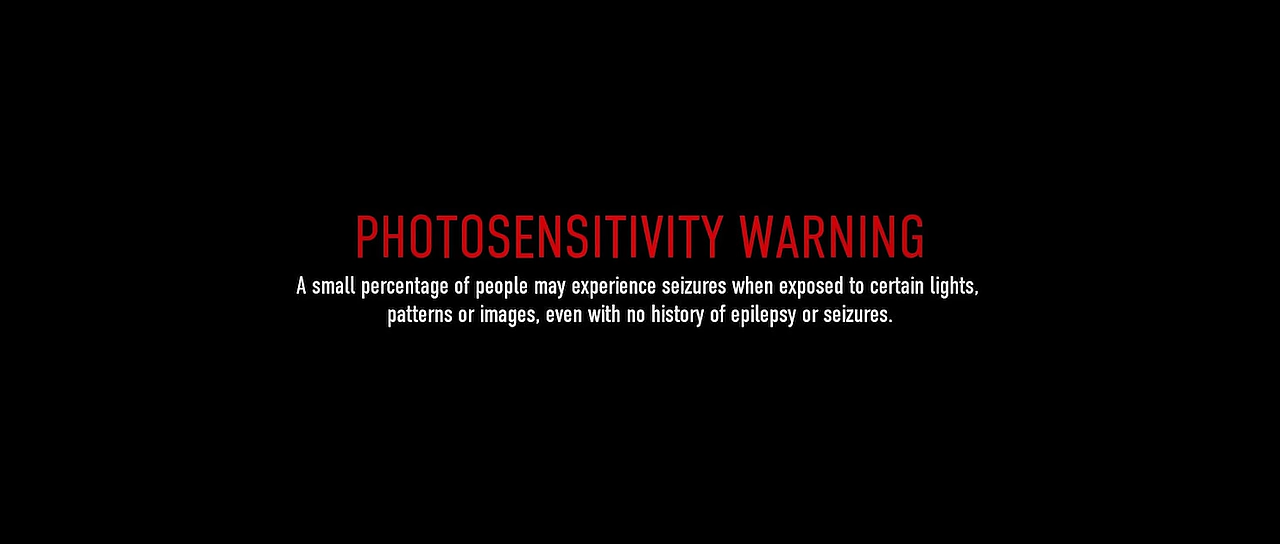 PHOTOSENSITIVITY WARNING
A small percentage of people may experience seizures when exposed to certain lights,
patterns or images, even with no history of epilepsy or seizures.